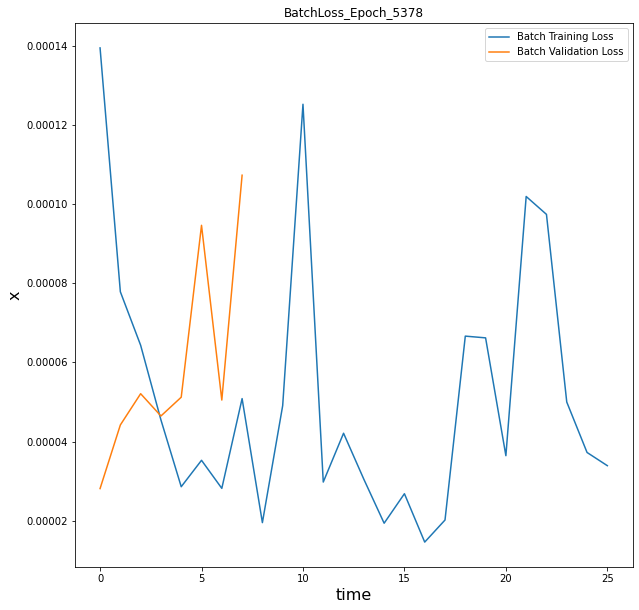 BatchLoss_Epoch_5378
Batch Training Loss
Batch Validation Loss
0.00014
0.00012
0.00010
0.00008
0.00006
0.00004
0.00002
x
0 5 10 15 20 25
time